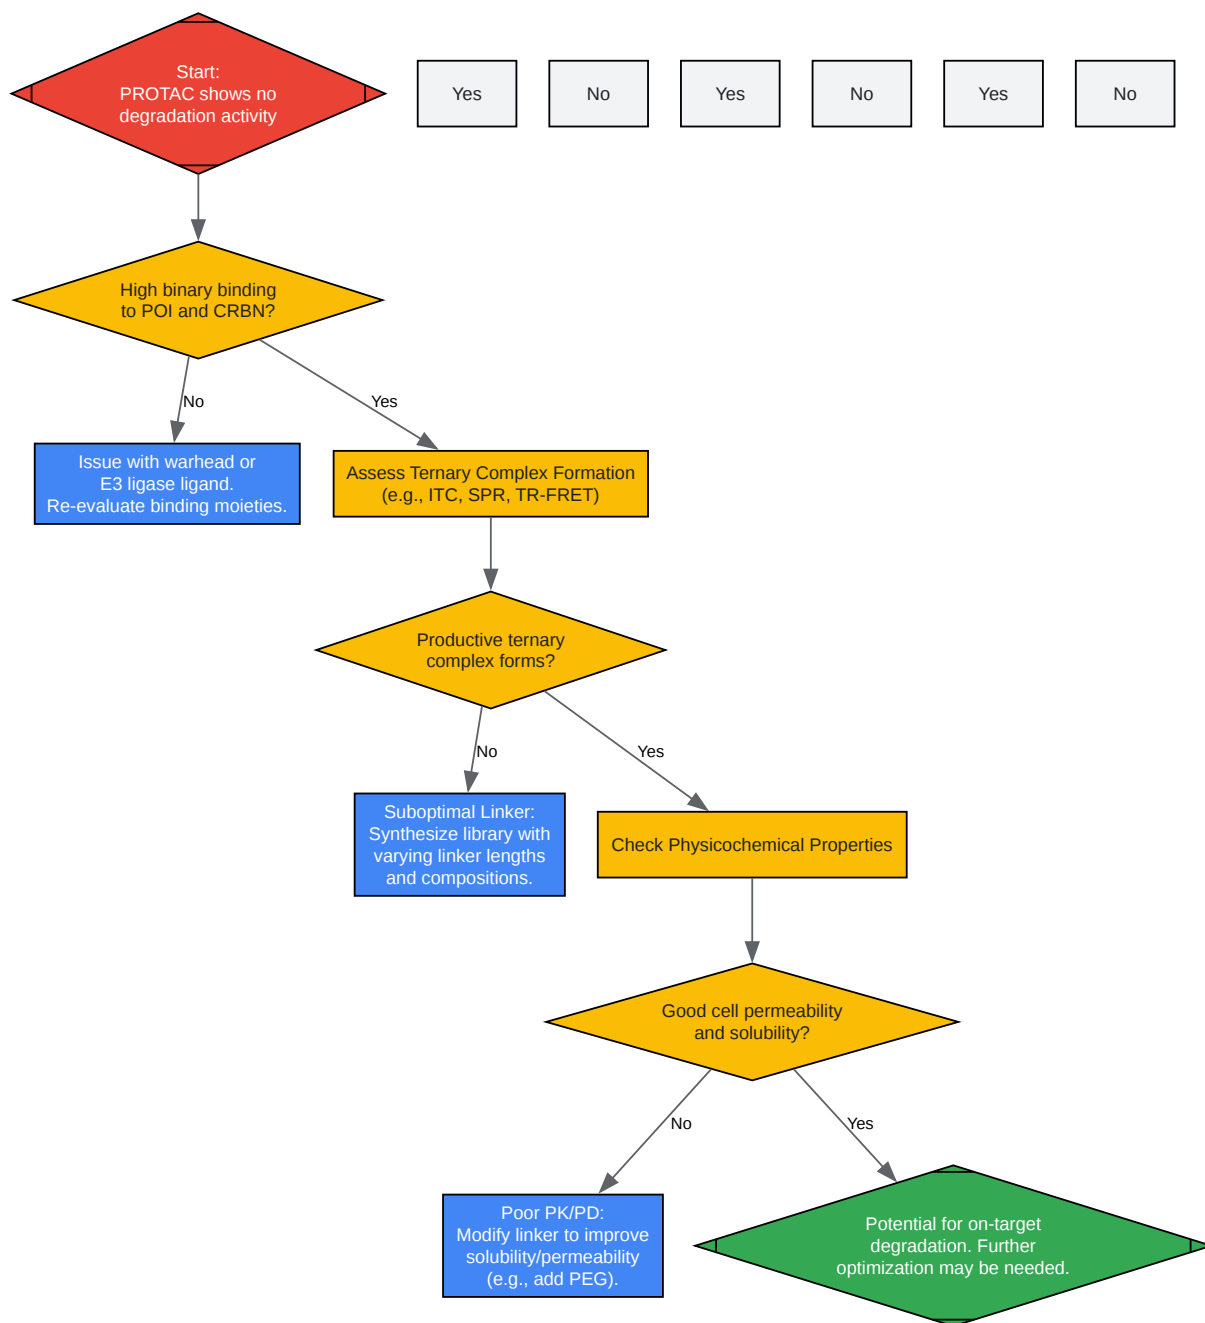 Start:
PROTAC shows no
degradation activity
Yes
No
Yes
No
Yes
No
High binary binding
to POI and CRBN?
No
Yes
Issue with warhead or
E3 ligase ligand.
Re-evaluate binding moieties.
Assess Ternary Complex Formation
(e.g., ITC, SPR, TR-FRET)
Productive ternary
complex forms?
No
Yes
Suboptimal Linker:
Synthesize library with
varying linker lengths
and compositions.
Check Physicochemical Properties
Good cell permeability
and solubility?
No
Yes
Poor PK/PD:
Modify linker to improve
solubility/permeability
(e.g., add PEG).
Potential for on-target
degradation. Further
optimization may be needed.